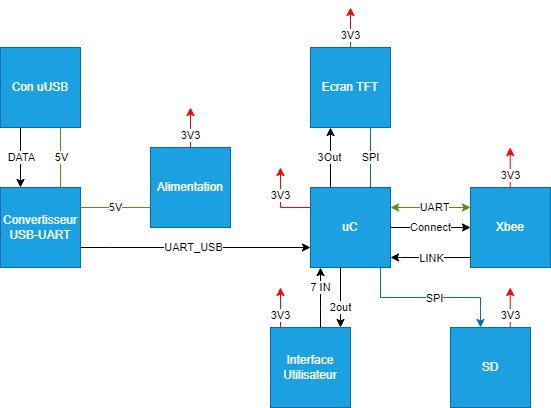 3V3
Con uUSB
Ecran TFT
3V3
3V3
DATA
5V
3Out
SPI
Alimentation
3V3
Convertisseur
USB-UART
5V
uC
UART
Connect
LINK
Xbee
UART_USB
7 IN
2out
SPI
3V3
3V3
Interface
Utilisateur
SD